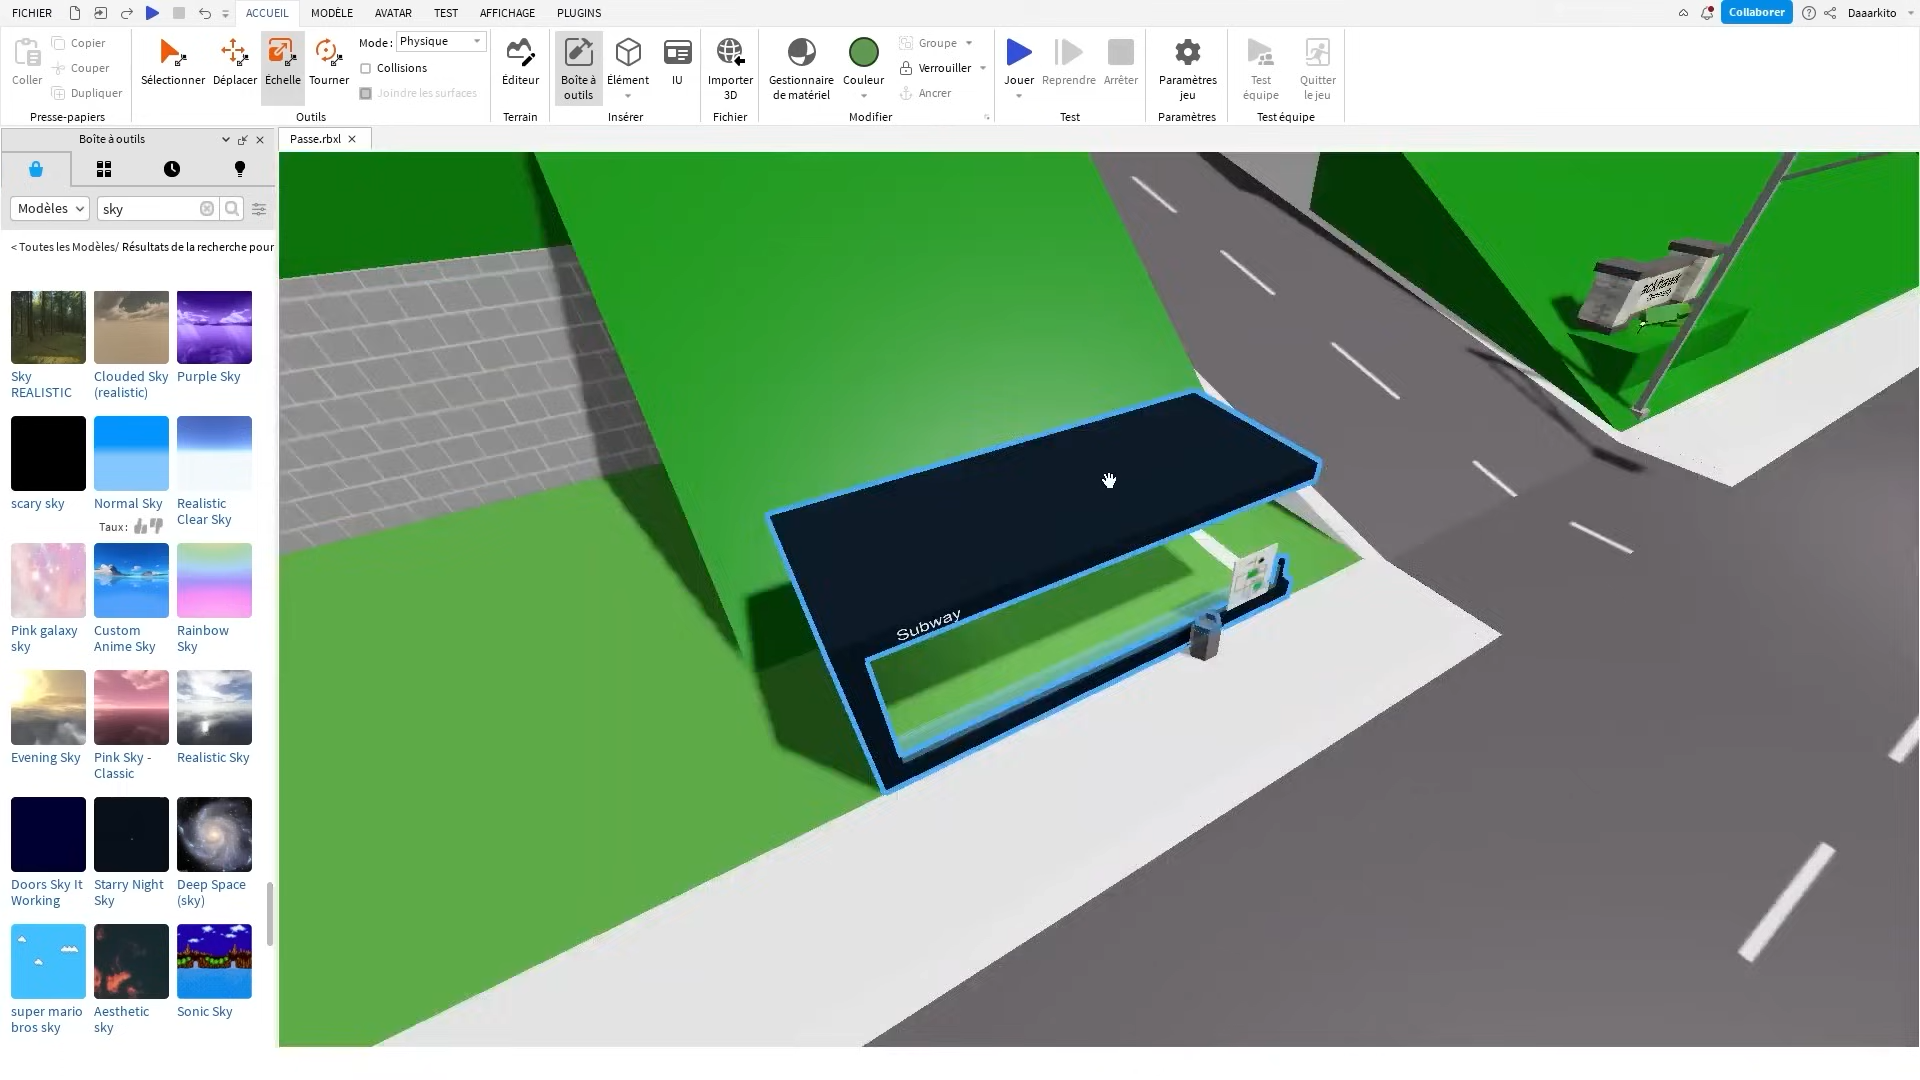 FICHIER
ACCUEIL MODÈLE AVATAR TEST AFFICHAGE PLUGINS
Collaborer
Daaarkito
Coller
Copier
Couper
Dupliquer
Presse-papiers
Sélectionner Déplacer Échelle Tourner
Mode : Physique
Collisions
Joindre les surfaces
Outils
Éditeur
Terrain
Boîte à outils
Élément
IU
Insérer
Importer 3D
Fichier
Gestionnaire de matériel
Couleur
Groupe
Verrouiller
Ancrer
Modifier
Jouer Reprendre Arrêter
Test
Paramètres jeu
Paramètres
Test équipe
Quitter le jeu
Test équipe
Boîte à outils
Passe.rbxl
Modèles sky
< Toutes les Modèles/ Résultats de la recherche pour
Sky REALISTIC
Clouded Sky (realistic)
Purple Sky
scary sky
Normal Sky
Realistic Clear Sky
Taux :
Pink galaxy sky
Custom Anime Sky
Rainbow Sky
Evening Sky
Pink Sky - Classic
Realistic Sky
Doors Sky It Working
Starry Night Sky
Deep Space (sky)
super mario bros sky
Aesthetic sky
Sonic Sky
Subway